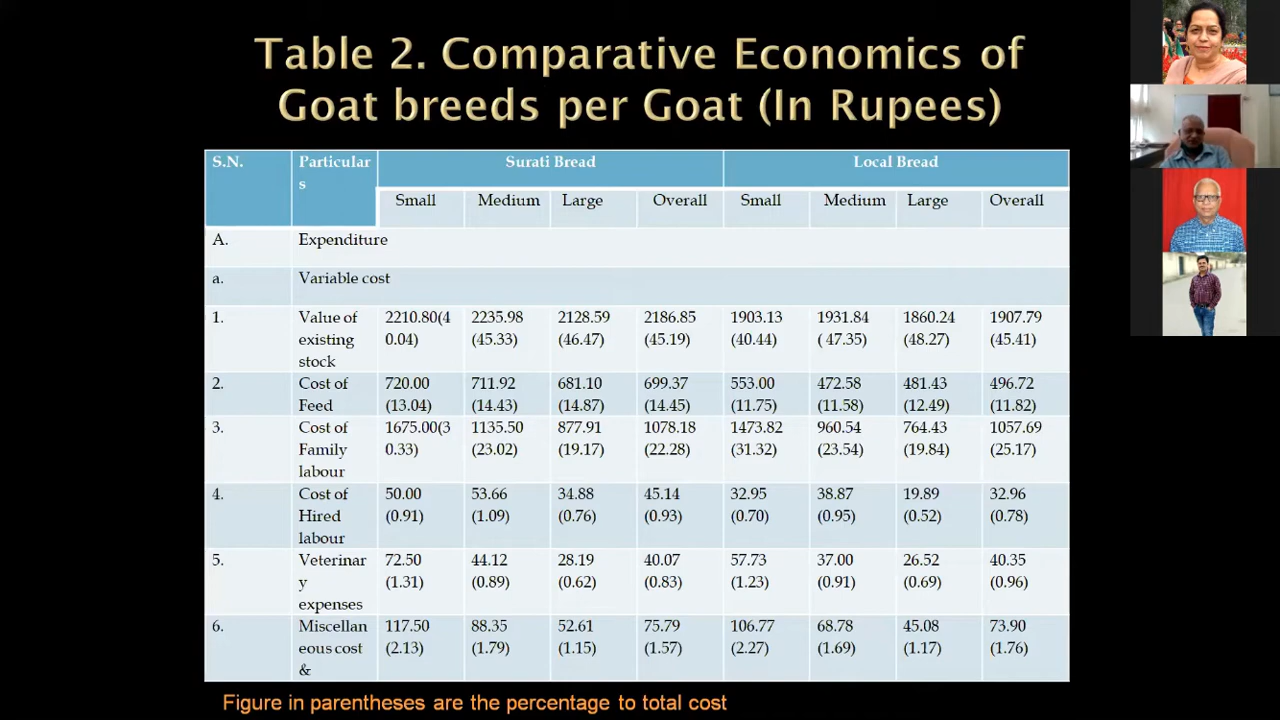 Table 2. Comparative Economics of
Goat breeds per Goat (In Rupees)
S.N. Particular Surati Bread Local Bread
s
Small Medium Large Overall Small Medium Large Overall
A. Expenditure
a. Variable cost
1. Value of 2210.80(4 2235.98 2128.59 2186.85 1903.13 1931.84 1860.24 1907.79
existing 0.04) (45.33) (46.47) (45.19) (40.44) ( 47.35) (48.27) (45.41)
stock
2. Cost of 720.00 711.92 681.10 699.37 553.00 472.58 481.43 496.72
Feed (13.04) (14.43) (14.87) (14.45) (11.75) (11.58) (12.49) (11.82)
3. Cost of 1675.00(3 1135.50 877.91 1078.18 1473.82 960.54 764.43 1057.69
Family 0.33) (23.02) (19.17) (22.28) (31.32) (23.54) (19.84) (25.17)
labour
4. Cost of 50.00 53.66 34.88 45.14 32.95 38.87 19.89 32.96
Hired (0.91) (1.09) (0.76) (0.93) (0.70) (0.95) (0.52) (0.78)
labour
5. Veterinar 72.50 44.12 28.19 40.07 57.73 37.00 26.52 40.35
y (1.31) (0.89) (0.62) (0.83) (1.23) (0.91) (0.69) (0.96)
expenses
6. Miscellan 117.50 88.35 52.61 75.79 106.77 68.78 45.08 73.90
eous cost (2.13) (1.79) (1.15) (1.57) (2.27) (1.69) (1.17) (1.76)
&
Figure in parentheses are the percentage to total cost